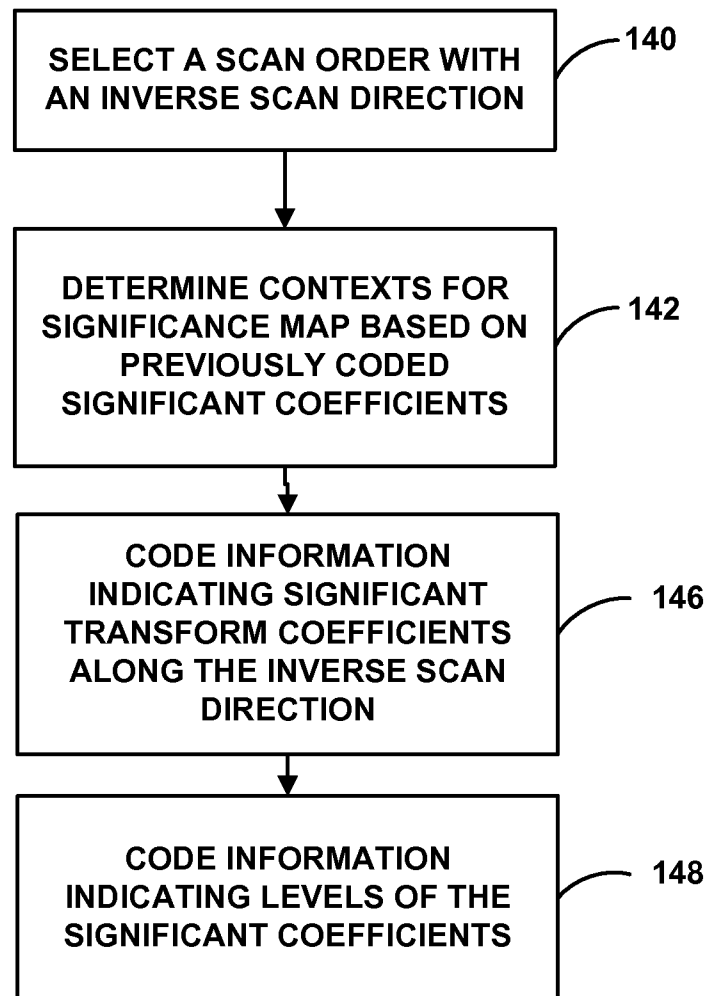 SELECT A SCAN ORDER WITH
AN INVERSE SCAN DIRECTION
140
DETERMINE CONTEXTS FOR
SIGNIFICANCE MAP BASED ON
PREVIOUSLY CODED
SIGNIFICANT COEFFICIENTS
142
CODE INFORMATION
INDICATING SIGNIFICANT
TRANSFORM COEFFICIENTS
ALONG THE INVERSE SCAN
DIRECTION
146
CODE INFORMATION
INDICATING LEVELS OF THE
SIGNIFICANT COEFFICIENTS
148